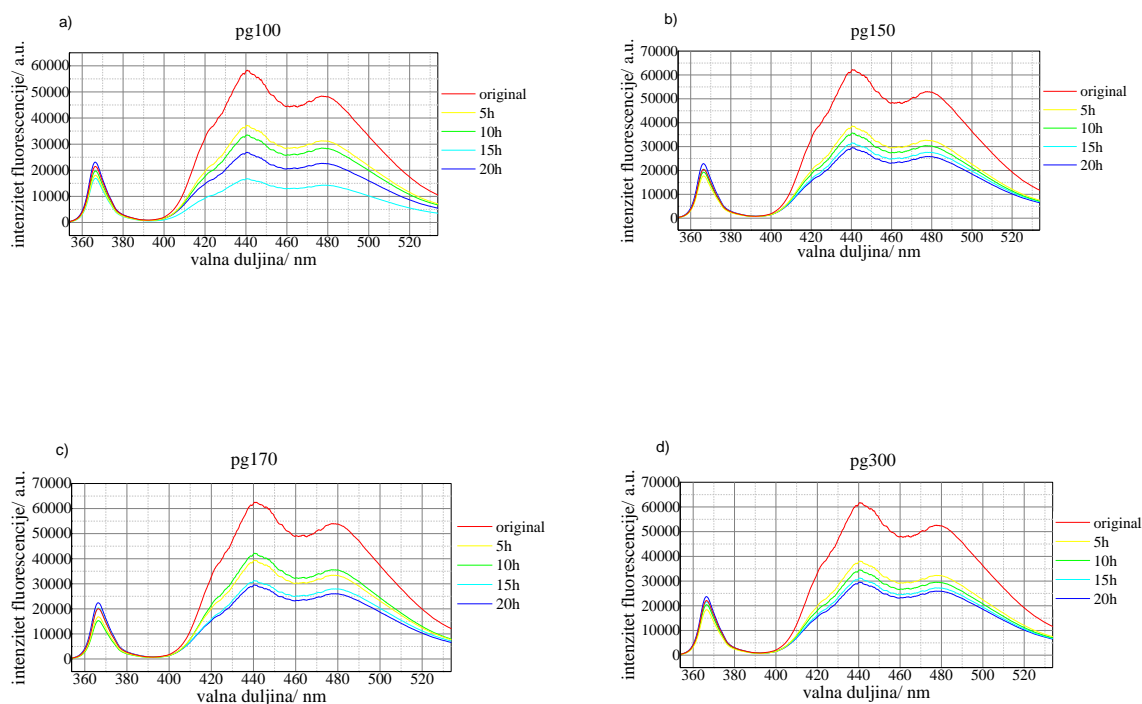 a)
pg100
intenzitet fluorescencije/ a.u.
60000
50000
40000
30000
20000
10000
0
360 380 400 420 440 460 480 500 520
valna duljina/ nm
original
5h
10h
15h
20h
b)
pg150
intenzitet fluorescencije/ a.u.
70000
60000
50000
40000
30000
20000
10000
0
360 380 400 420 440 460 480 500 520
valna duljina/ nm
original
5h
10h
15h
20h
c)
pg170
intenzitet fluorescencije/ a.u.
70000
60000
50000
40000
30000
20000
10000
0
360 380 400 420 440 460 480 500 520
valna duljina/ nm
original
5h
10h
15h
20h
d)
pg300
intenzitet fluorescencije/ a.u.
70000
60000
50000
40000
30000
20000
10000
0
360 380 400 420 440 460 480 500 520
valna duljina/ nm
original
5h
10h
15h
20h